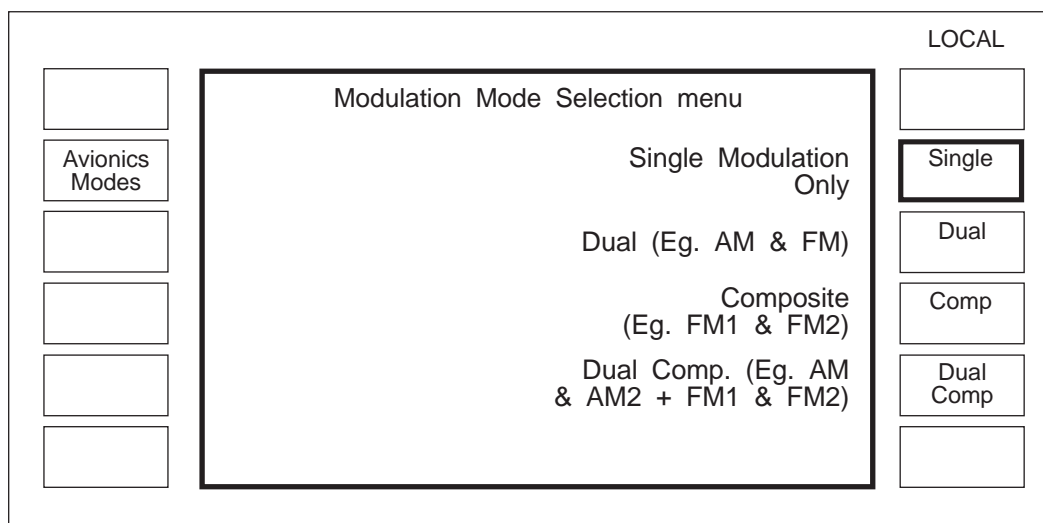 LOCAL
Modulation Mode Selection menu
Avionics
Modes
Single Modulation
Only
Single
Dual (Eg. AM & FM)
Dual
Composite
(Eg. FM1 & FM2)
Comp
Dual Comp. (Eg. AM
& AM2 + FM1 & FM2)
Dual
Comp